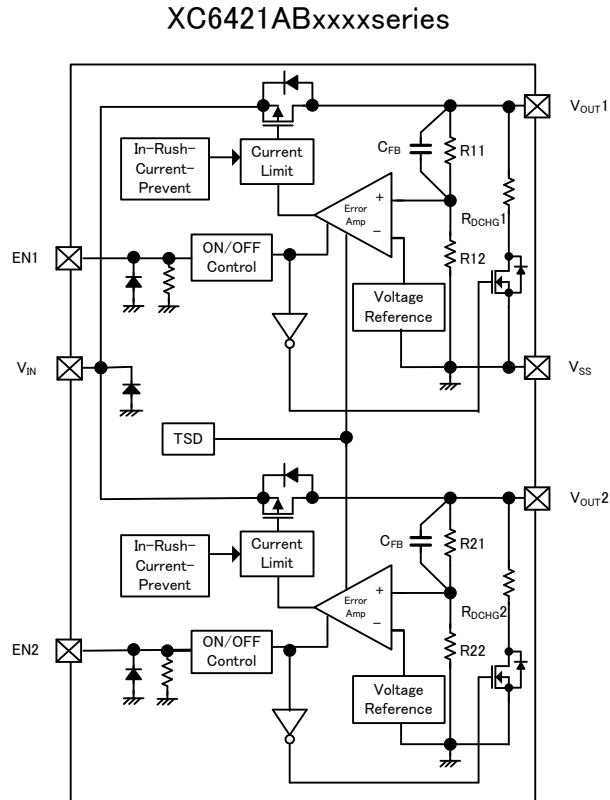 XC6421ABxxxxseries
VOUT1
In-Rush-
Current-
Prevent
Current
Limit
CFB
R11
Error
Amp
+
−
RDCHG1
EN1
ON/OFF
Control
R12
Voltage
Reference
VIN
VSS
TSD
VOUT2
In-Rush-
Current-
Prevent
Current
Limit
CFB
R21
Error
Amp
+
−
RDCHG2
EN2
ON/OFF
Control
R22
Voltage
Reference